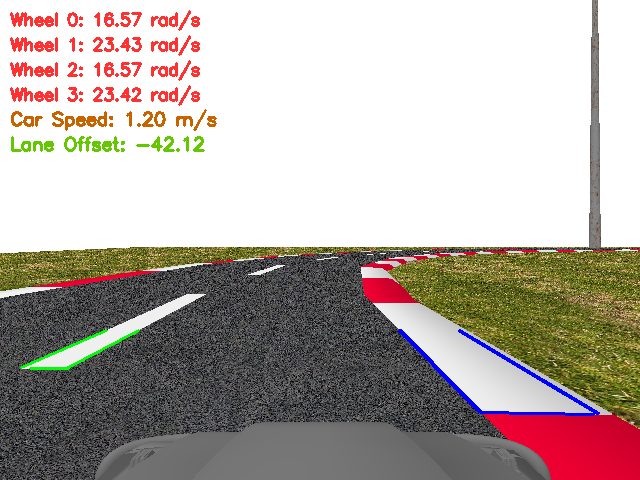 Wheel 0: 16.57 rad/s
Wheel 1: 23.43 rad/s
Wheel 2: 16.57 rad/s
Wheel 3: 23.42 rad/s
Car Speed: 1.20 m/s
Lane Offset: -42.12